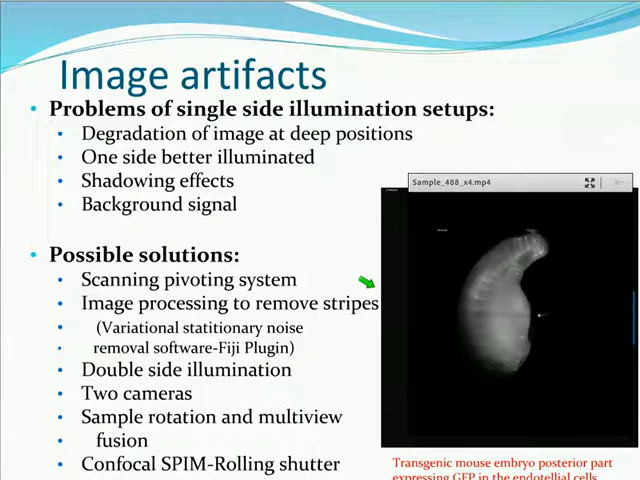 Image artifacts
Problems of single side illumination setups:
Degradation of image at deep positions
One side better illuminated
Shadowing effects
Background signal
Possible solutions:
Scanning pivoting system
Image processing to remove stripes
(Variational statitionary noise
removal software-Fiji Plugin)
Double side illumination
Two cameras
Sample rotation and multiview
fusion
Confocal SPIM-Rolling shutter
Sample_488_x4.mp4
Transgenic mouse embryo posterior part
expressing GFP in the endotellial cells